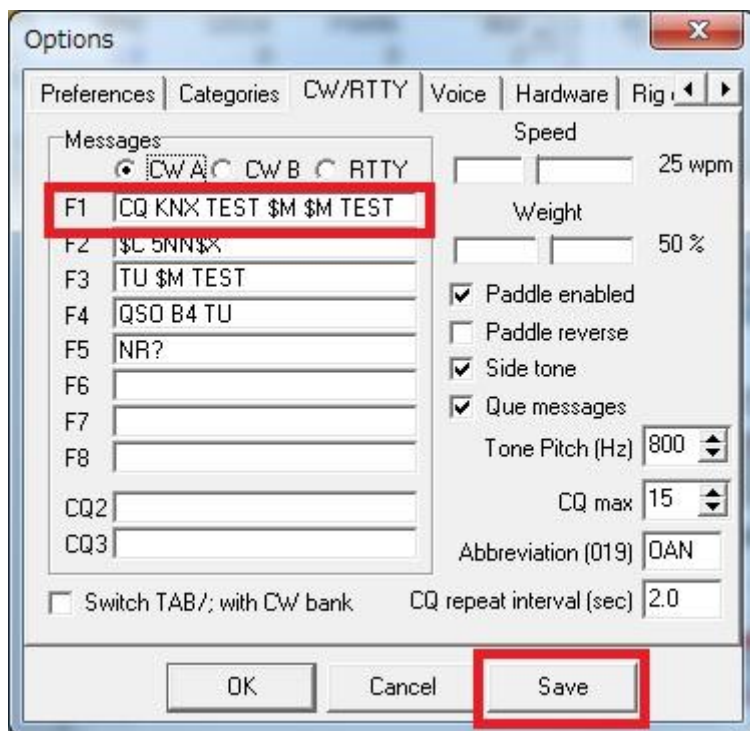 Options
Preferences Categories CW/RTTY Voice Hardware Rig
Messages
CW A CW B RTTY
F1 CQ KNX TEST $M $M TEST
F2 $C 5NN$X
F3 TU $M TEST
F4 QSO B4 TU
F5 NR?
F6
F7
F8
CQ2
CQ3
Switch TAB/; with CW bank
Speed
25 wpm
Weight
50 %
Paddle enabled
Paddle reverse
Side tone
Que messages
Tone Pitch (Hz) 800
CQ max 15
Abbreviation (019) OAN
CQ repeat interval (sec) 2.0
OK Cancel Save